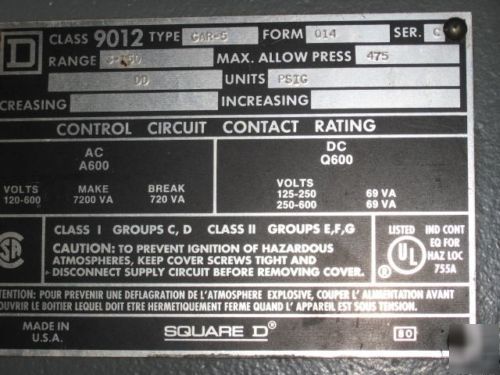 D
CLASS 9012 TYPE GAR-5 FORM 014 SER. C
RANGE MAX. ALLOW PRESS 475
DD UNITS PSIG
CREASING INCREASING
CONTROL CIRCUIT CONTACT RATING
AC
A600
VOLTS MAKE BREAK
120-600 7200 VA 720 VA
DC
Q600
VOLTS
125-250 69 VA
250-600 69 VA
SA
CLASS I GROUPS C, D CLASS II GROUPS E,F,G
CAUTION: TO PREVENT IGNITION OF HAZARDOUS
ATMOSPHERES, KEEP COVER SCREWS TIGHT AND
DISCONNECT SUPPLY CIRCUIT BEFORE REMOVING COVER.
LISTED
UL
IND CONT
EQ FOR
HAZ LOC
755A
TENTION: POUR PREVENIR UNE DEFLAGRATION DE L'ATMOSPHERE EXPLOSIVE, COUPER L'ALIMENTATION AVANT
OUVRIR LE BOITIER LEQUEL DOIT ETRE HERMETIQUEMENT FERME QUAND L'APPAREIL EST SOUS TENSION.
MADE IN
U.S.A.
SQUARE D®
80